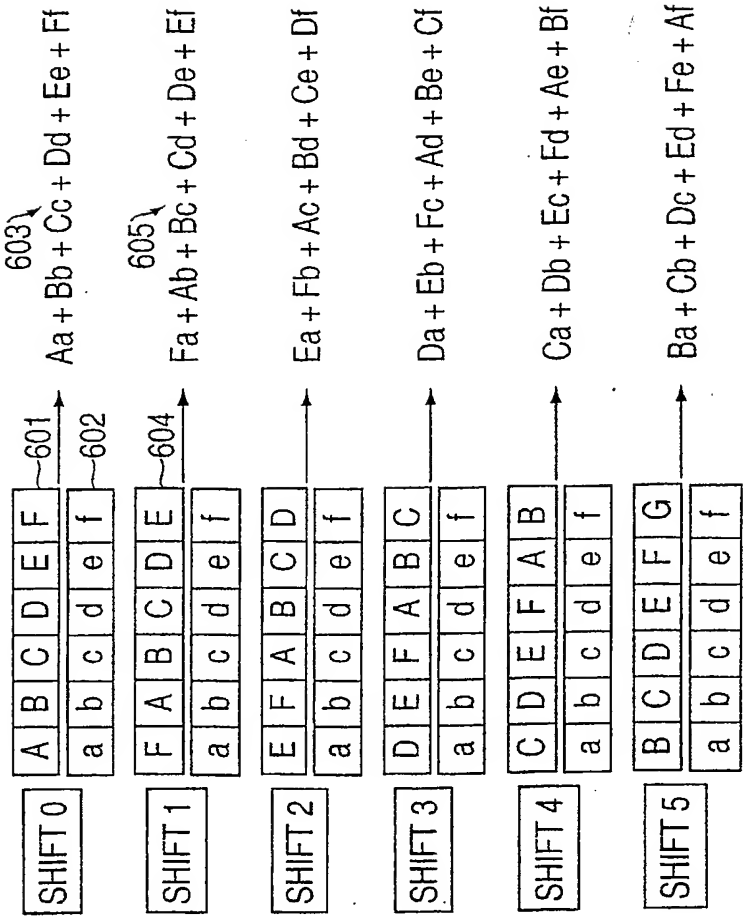 603
SHIFT 0 A B C D E F 601 Aa + Bb + Cc + Dd + Ee + Ff
a b c d e f 602
605
SHIFT 1 F A B C D E 604 Fa + Ab + Bc + Cd + De + Ef
a b c d e f
SHIFT 2 E F A B C D Ea + Fb + Ac + Bd + Ce + Df
a b c d e f
SHIFT 3 D E F A B C Da + Eb + Fc + Ad + Be + Cf
a b c d e f
SHIFT 4 C D E F A B Ca + Db + Ec + Fd + Ae + Bf
a b c d e f
SHIFT 5 B C D E F G Ba + Cb + Dc + Ed + Fe + Af
a b c d e f